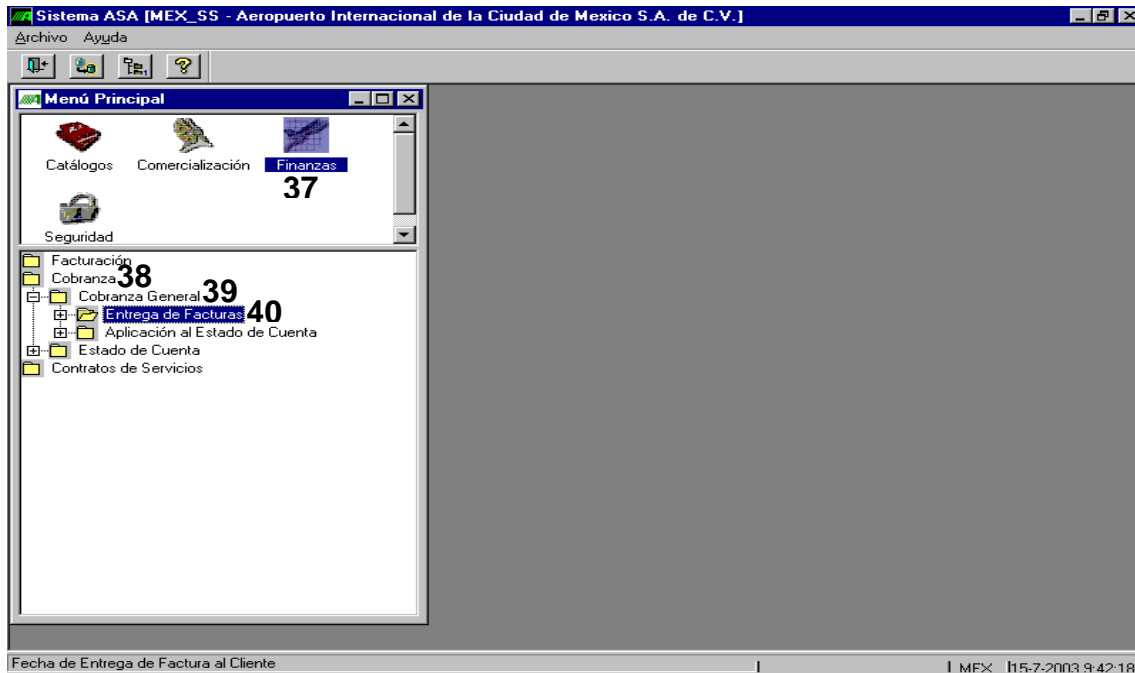 Sistema ASA [MEX_SS - Aeropuerto Internacional de la Ciudad de Mexico S.A. de C.V.]
Archivo Ayuda
Menú Principal
Catálogos Comercialización Finanzas
37
Seguridad
Facturación
Cobranza 38
Cobranza General 39
Entrega de Facturas 40
Aplicación al Estado de Cuenta
Estado de Cuenta
Contratos de Servicios
Fecha de Entrega de Factura al Cliente MEX 15-7-2003 9:42:18